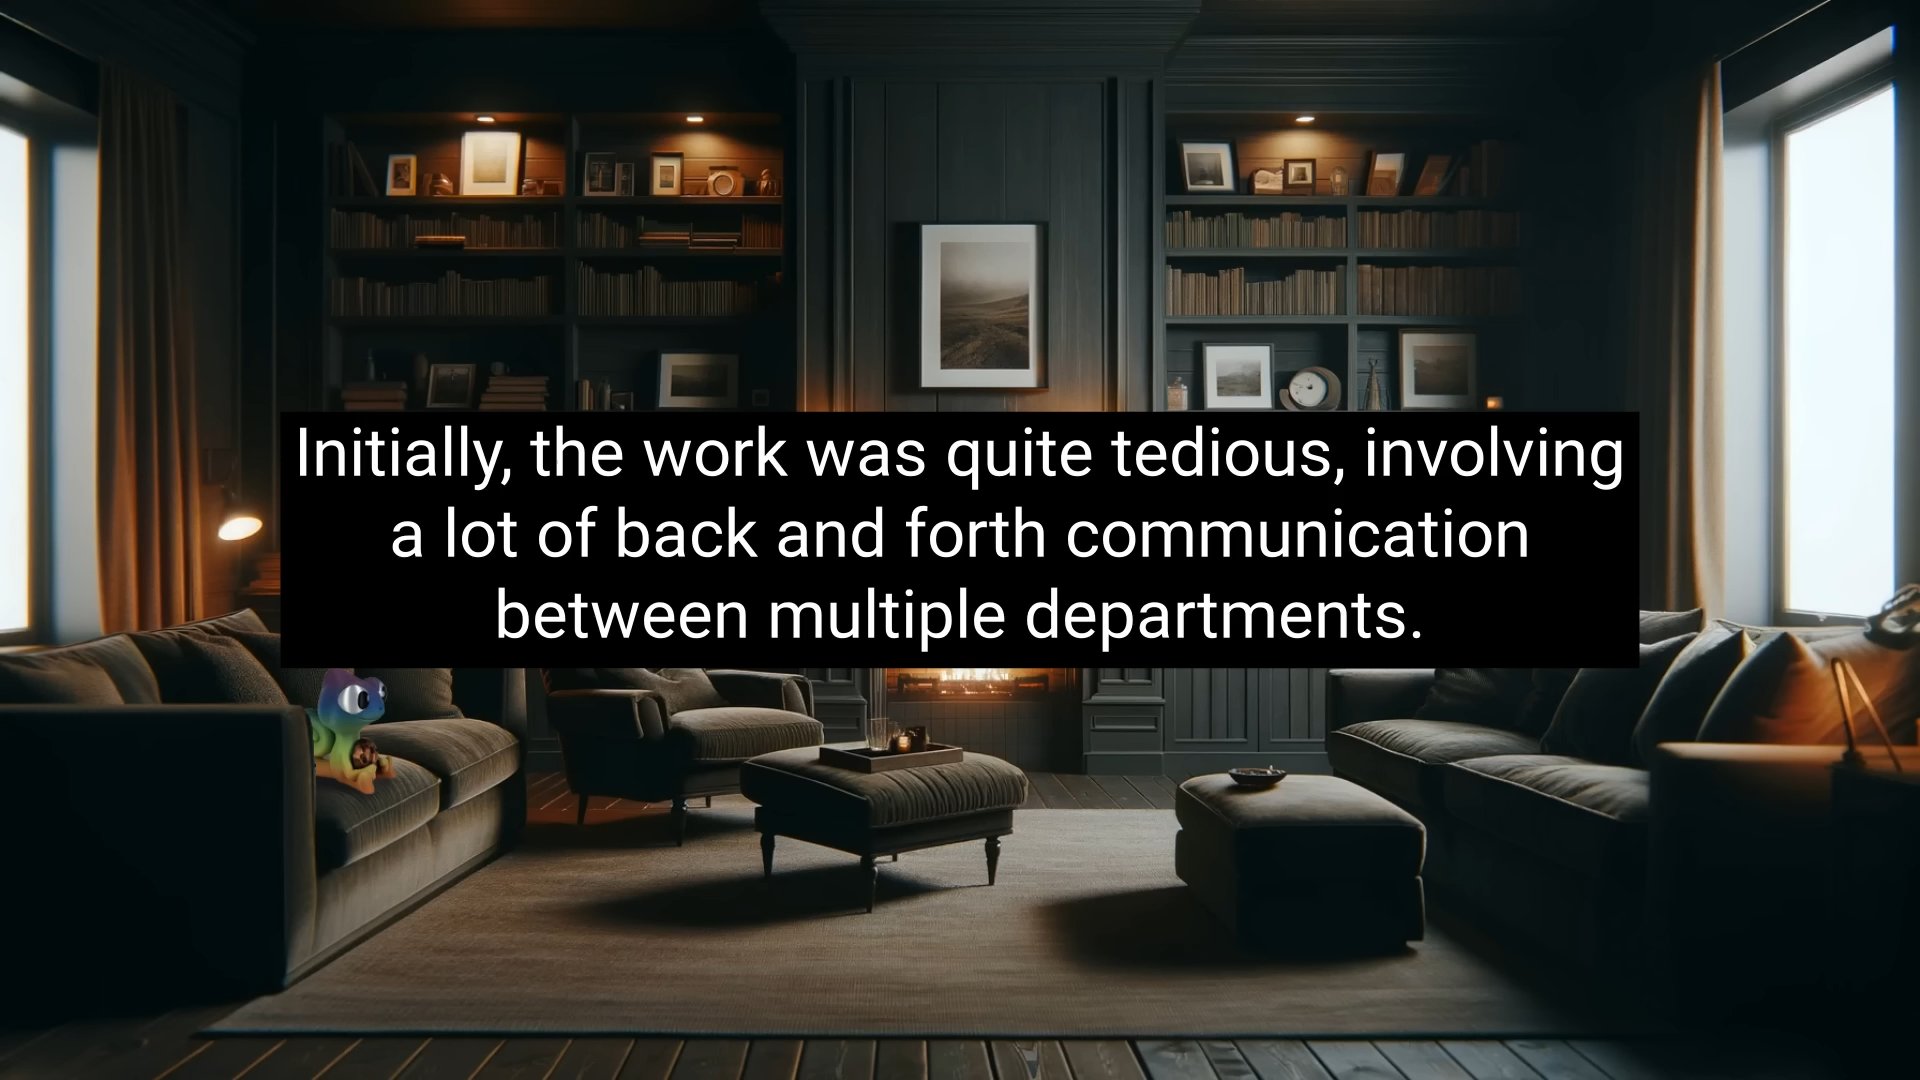 Initially, the work was quite tedious, involving
a lot of back and forth communication
between multiple departments.